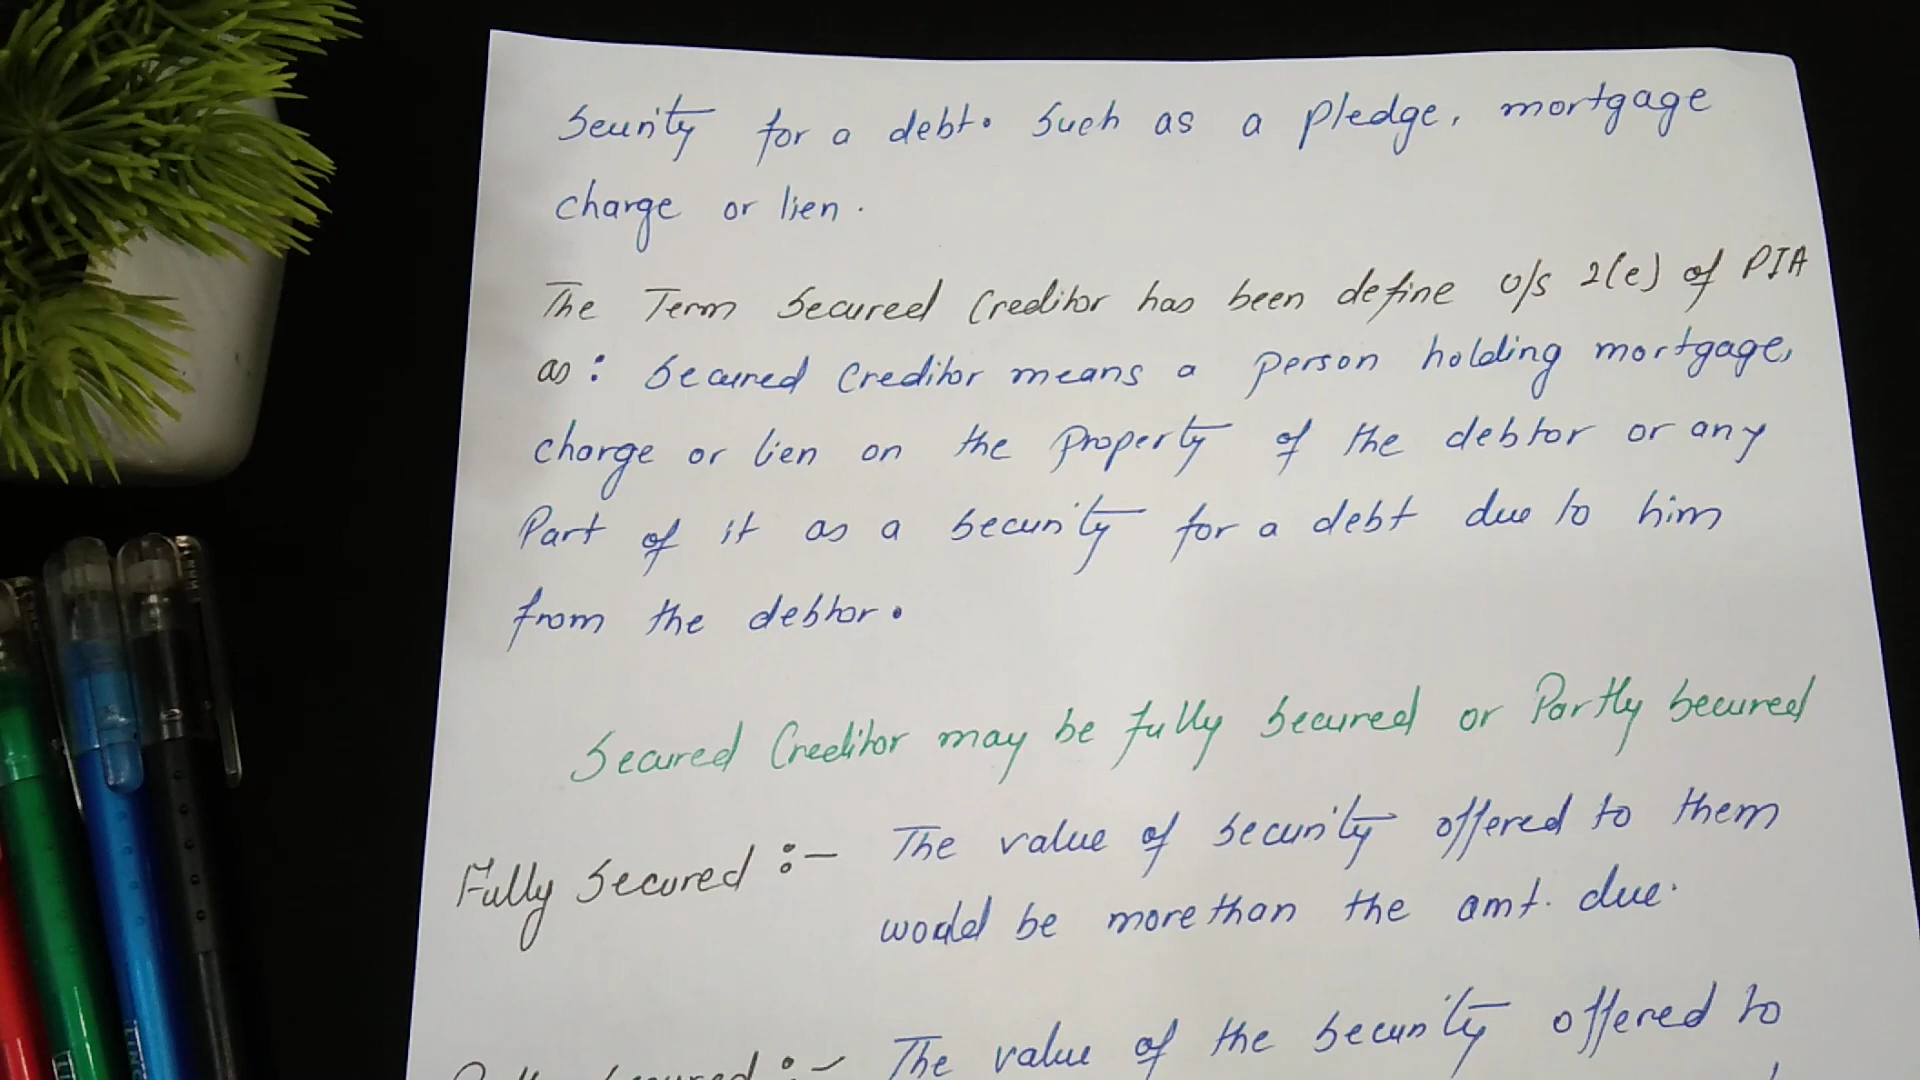 Security for a debt. Such as a pledge, mortgage
charge or lien.
The Term Secured Creditor has been define u/s 2(e) of PIA
as: Secured Creditor means a person holding mortgage,
charge or lien on the property of the debtor or any
Part of it as a security for a debt due to him
from the debtor.
Secured Creditor may be fully secured or Partly secured
Fully Secured :- The value of security offered to them
would be more than the amt. due.
secured :- The value of the security offered to